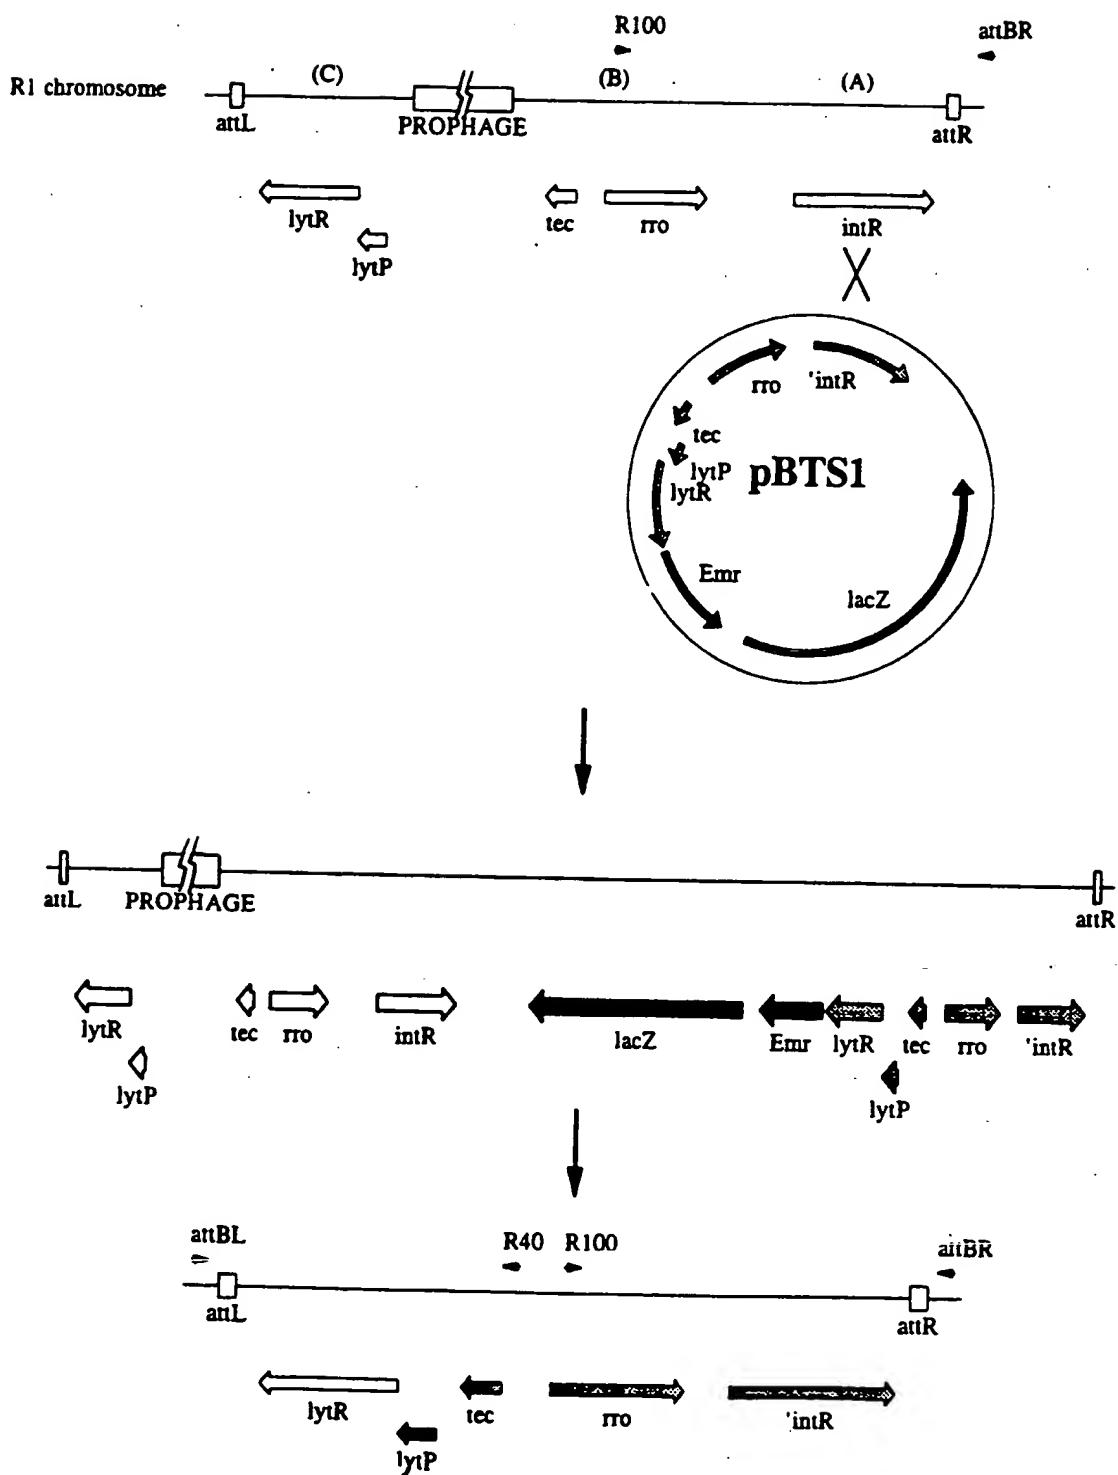 R100
attBR
R1 chromosome
(C)
(B)
(A)
attL
PROPHAGE
attR
lytR
tec
rro
intR
lytP
rro
'intR
tec
lytP
lytR
pBTS1
Emr
lacZ
attL
PROPHAGE
attR
lytR
tec
rro
intR
lacZ
Emr
lytR
tec
rro
'intR
lytP
lytP
attBL
R40
R100
attBR
attL
attR
lytR
tec
rro
'intR
lytP